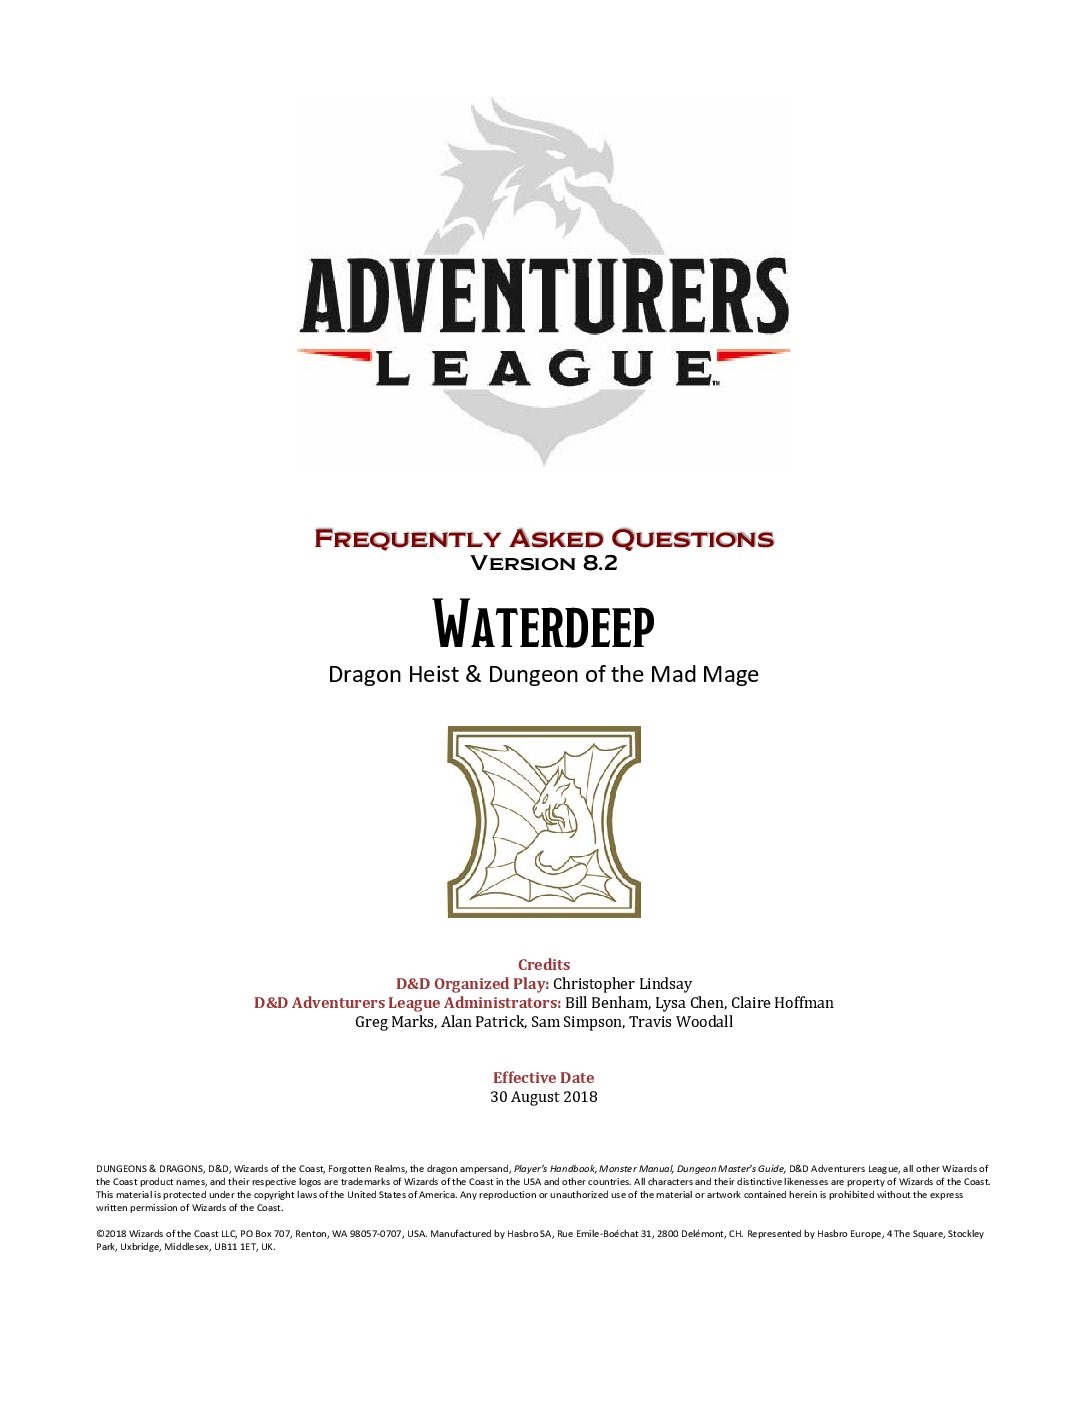 ADVENTURERS
LEAGUE™
Frequently Asked Questions
Version 8.2
Waterdeep
Dragon Heist & Dungeon of the Mad Mage
Credits
D&D Organized Play: Christopher Lindsay
D&D Adventurers League Administrators: Bill Benham, Lysa Chen, Claire Hoffman
Greg Marks, Alan Patrick, Sam Simpson, Travis Woodall
Effective Date
30 August 2018
DUNGEONS & DRAGONS, D&D, Wizards of the Coast, Forgotten Realms, the dragon ampersand, Player's Handbook, Monster Manual, Dungeon Master's Guide, D&D Adventurers League, all other Wizards of
the Coast product names, and their respective logos are trademarks of Wizards of the Coast in the USA and other countries. All characters and their distinctive likenesses are property of Wizards of the Coast.
This material is protected under the copyright laws of the United States of America. Any reproduction or unauthorized use of the material or artwork contained herein is prohibited without the express
written permission of Wizards of the Coast.
©2018 Wizards of the Coast LLC, PO Box 707, Renton, WA 98057-0707, USA. Manufactured by Hasbro SA, Rue Emile-Boéchat 31, 2800 Delémont, CH. Represented by Hasbro Europe, 4 The Square, Stockley
Park, Uxbridge, Middlesex, UB11 1ET, UK.